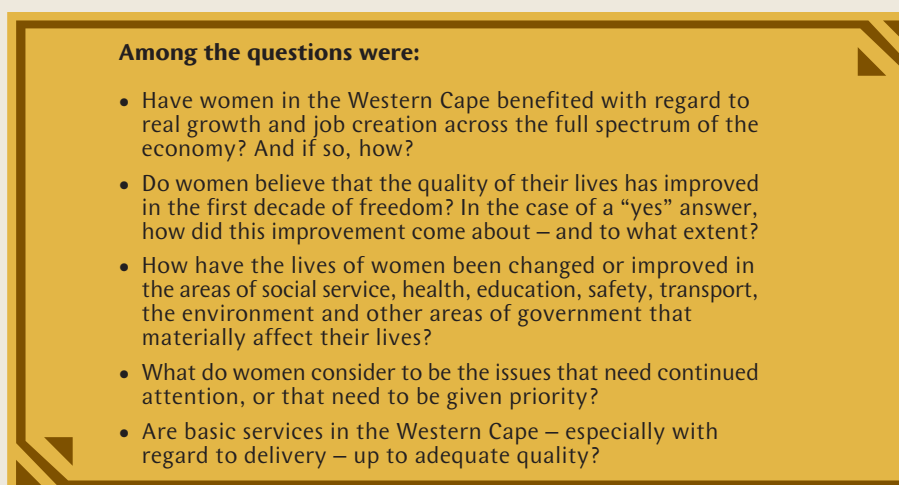 Among the questions were:
• Have women in the Western Cape benefited with regard to
real growth and job creation across the full spectrum of the
economy? And if so, how?
• Do women believe that the quality of their lives has improved
in the first decade of freedom? In the case of a “yes” answer,
how did this improvement come about – and to what extent?
• How have the lives of women been changed or improved in
the areas of social service, health, education, safety, transport,
the environment and other areas of government that
materially affect their lives?
• What do women consider to be the issues that need continued
attention, or that need to be given priority?
• Are basic services in the Western Cape – especially with
regard to delivery – up to adequate quality?